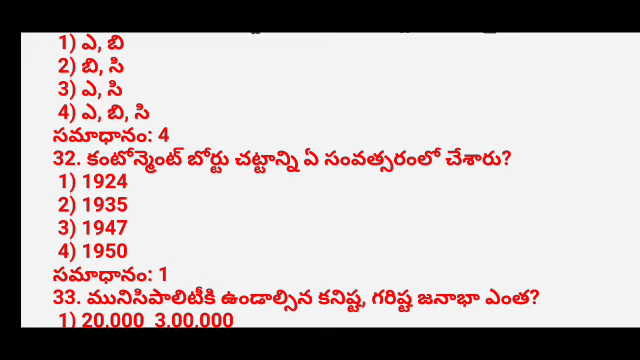 1) ఎ, బి
2) బి, సి
3) ఎ, సి
4) ఎ, బి, సి
సమాధానం: 4
32. కంటోన్మెంట్ బోర్టు చట్టాన్ని ఏ సంవత్సరంలో చేశారు?
1) 1924
2) 1935
3) 1947
4) 1950
సమాధానం: 1
33. మునిసిపాలిటీకి ఉండాల్సిన కనిష్ట, గరిష్ట జనాభా ఎంత?
1) 20,000 3,00,000